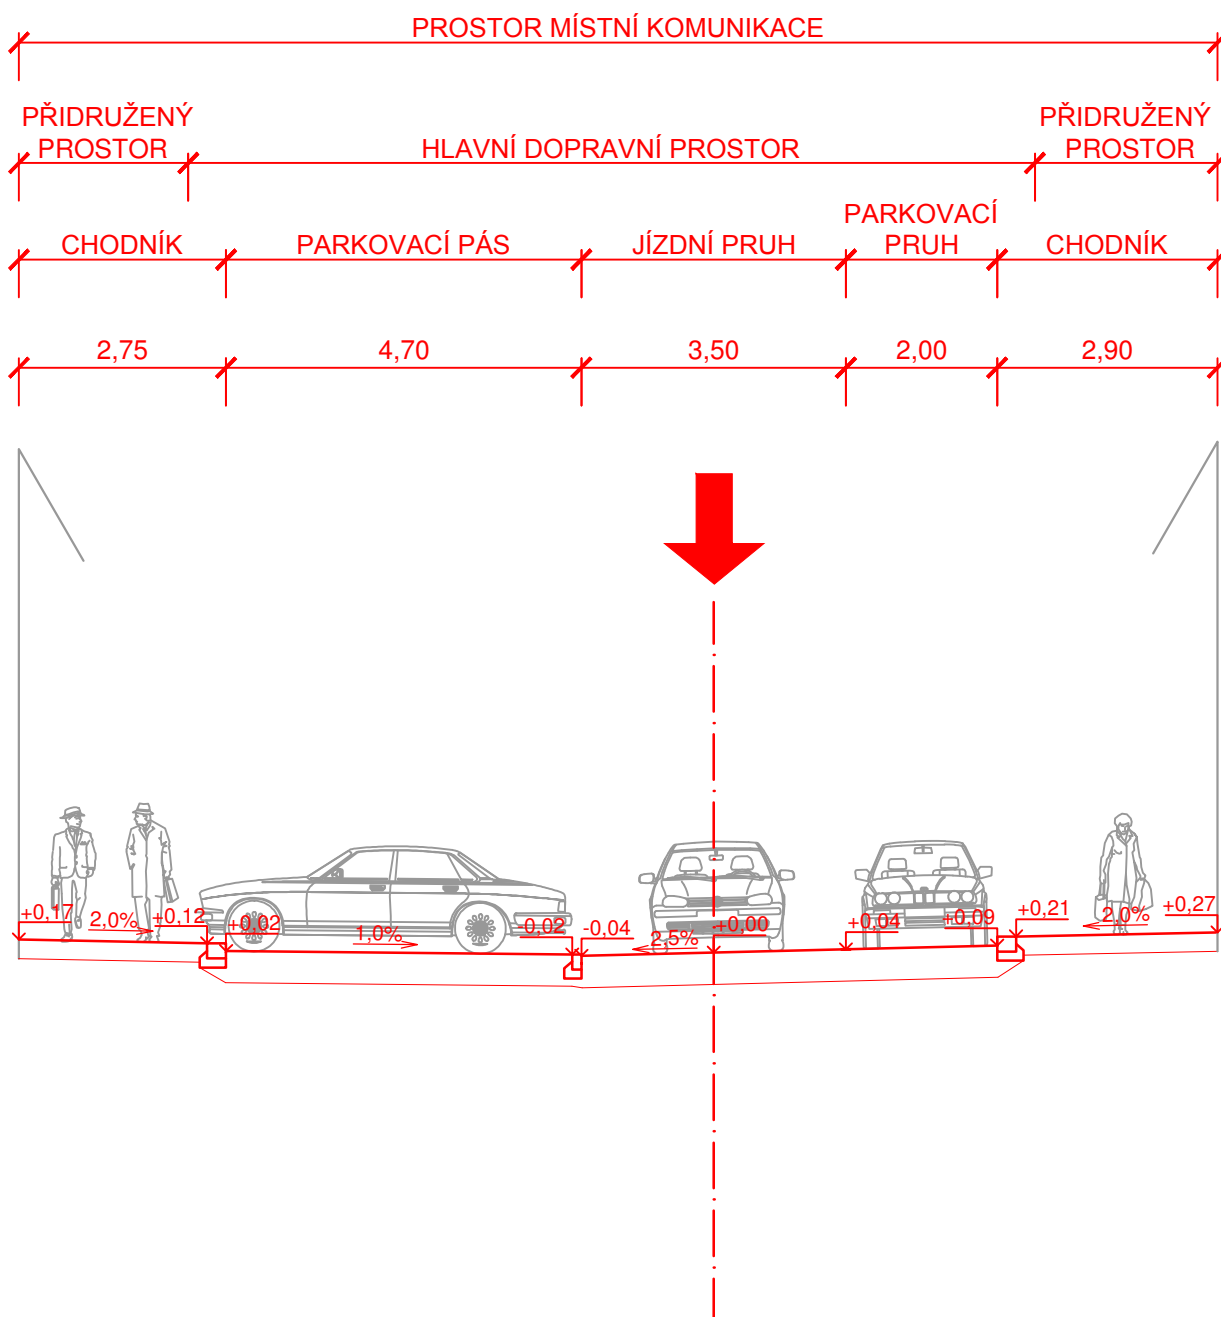 PROSTOR MÍSTNÍ KOMUNIKACE
PŘIDRUŽENÝ
PROSTOR
HLAVNÍ DOPRAVNÍ PROSTOR
PŘIDRUŽENÝ
PROSTOR
CHODNÍK
PARKOVACÍ PÁS
JÍZDNÍ PRUH
PARKOVACÍ
PRUH
CHODNÍK
2,75
4,70
3,50
2,00
2,90
+0,17
2,0%
+0,12
+0,02
1,0%
-0,02
-0,04
2,5%
+0,00
+0,04
+0,09
+0,21
2,0%
+0,27